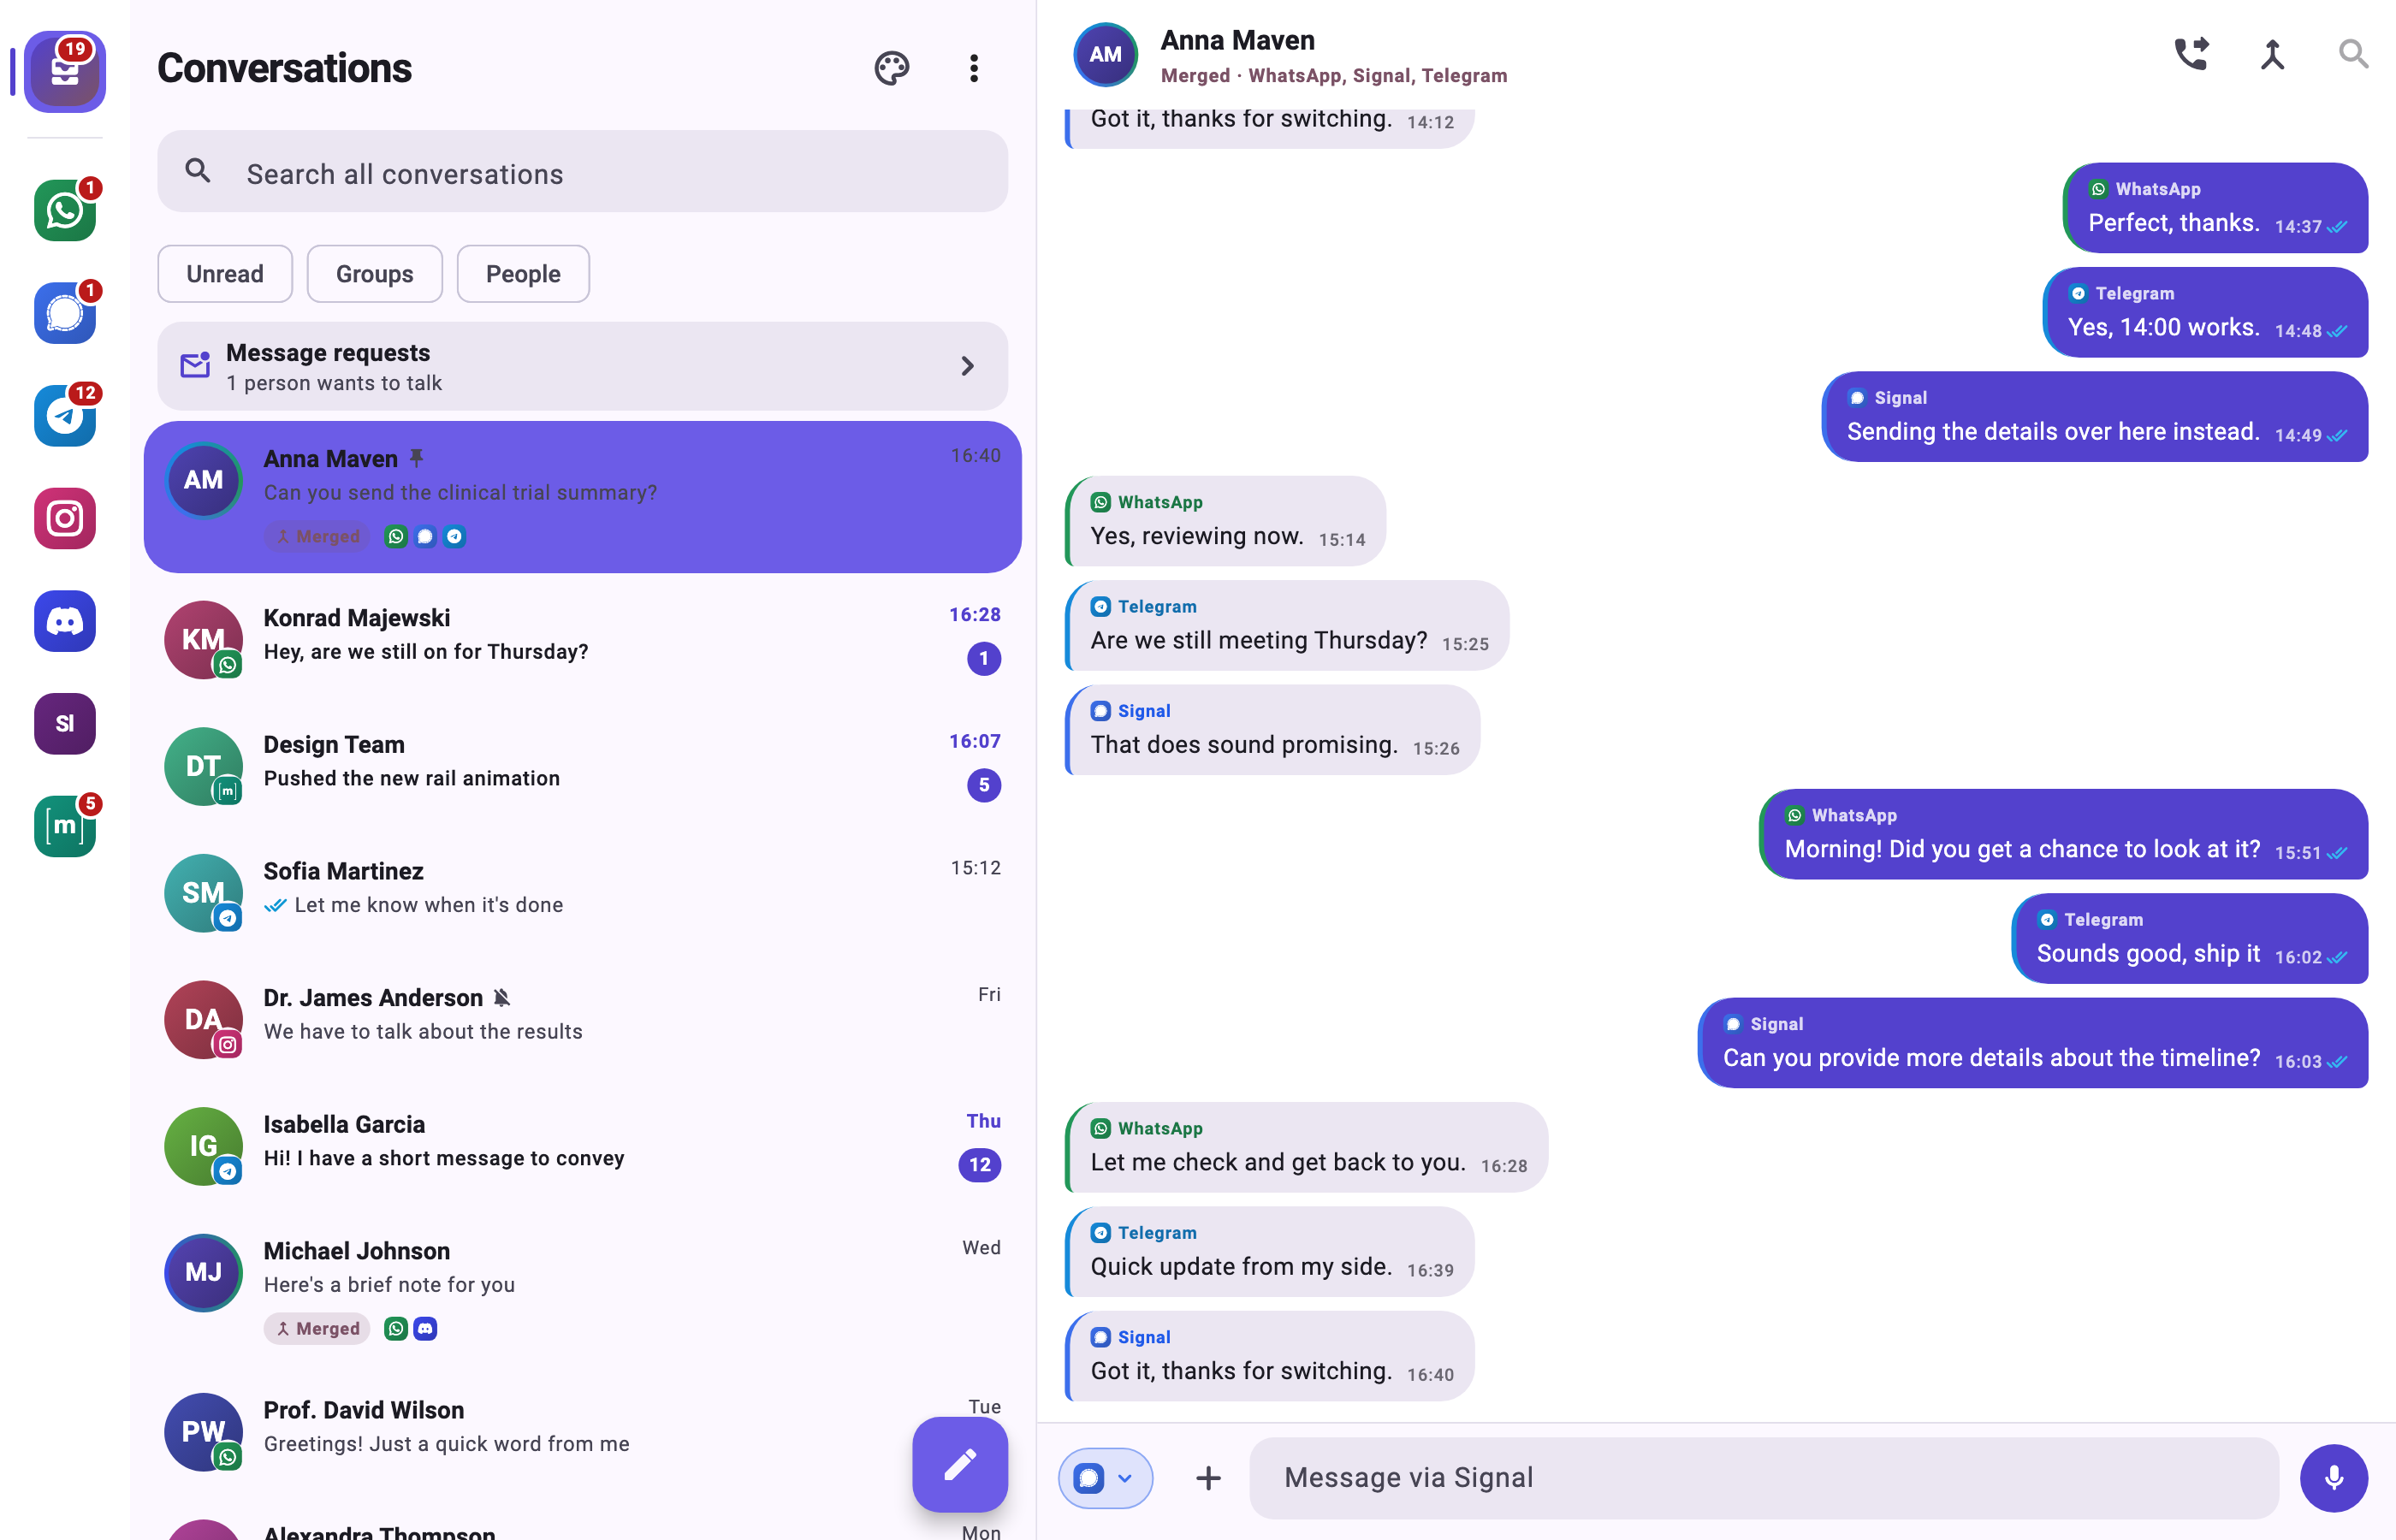 19
1
1
12
Sl
[m]
5
Conversations
Search all conversations
Unread
Groups
People
Message requests
1 person wants to talk
AM
Anna Maven
16:40
Can you send the clinical trial summary?
Merged
KM
Konrad Majewski
16:28
Hey, are we still on for Thursday?
1
DT
Design Team
16:07
Pushed the new rail animation
5
[m]
SM
Sofia Martinez
15:12
Let me know when it's done
DA
Dr. James Anderson
Fri
We have to talk about the results
IG
Isabella Garcia
Thu
Hi! I have a short message to convey
12
MJ
Michael Johnson
Wed
Here's a brief note for you
Merged
PW
Prof. David Wilson
Tue
Greetings! Just a quick word from me
Alexandra Thompson
Mon
AM
Anna Maven
Merged · WhatsApp, Signal, Telegram
Got it, thanks for switching. 14:12
WhatsApp
Perfect, thanks. 14:37
Telegram
Yes, 14:00 works. 14:48
Signal
Sending the details over here instead. 14:49
WhatsApp
Yes, reviewing now. 15:14
Telegram
Are we still meeting Thursday? 15:25
Signal
That does sound promising. 15:26
WhatsApp
Morning! Did you get a chance to look at it? 15:51
Telegram
Sounds good, ship it 16:02
Signal
Can you provide more details about the timeline? 16:03
WhatsApp
Let me check and get back to you. 16:28
Telegram
Quick update from my side. 16:39
Signal
Got it, thanks for switching. 16:40
Message via Signal